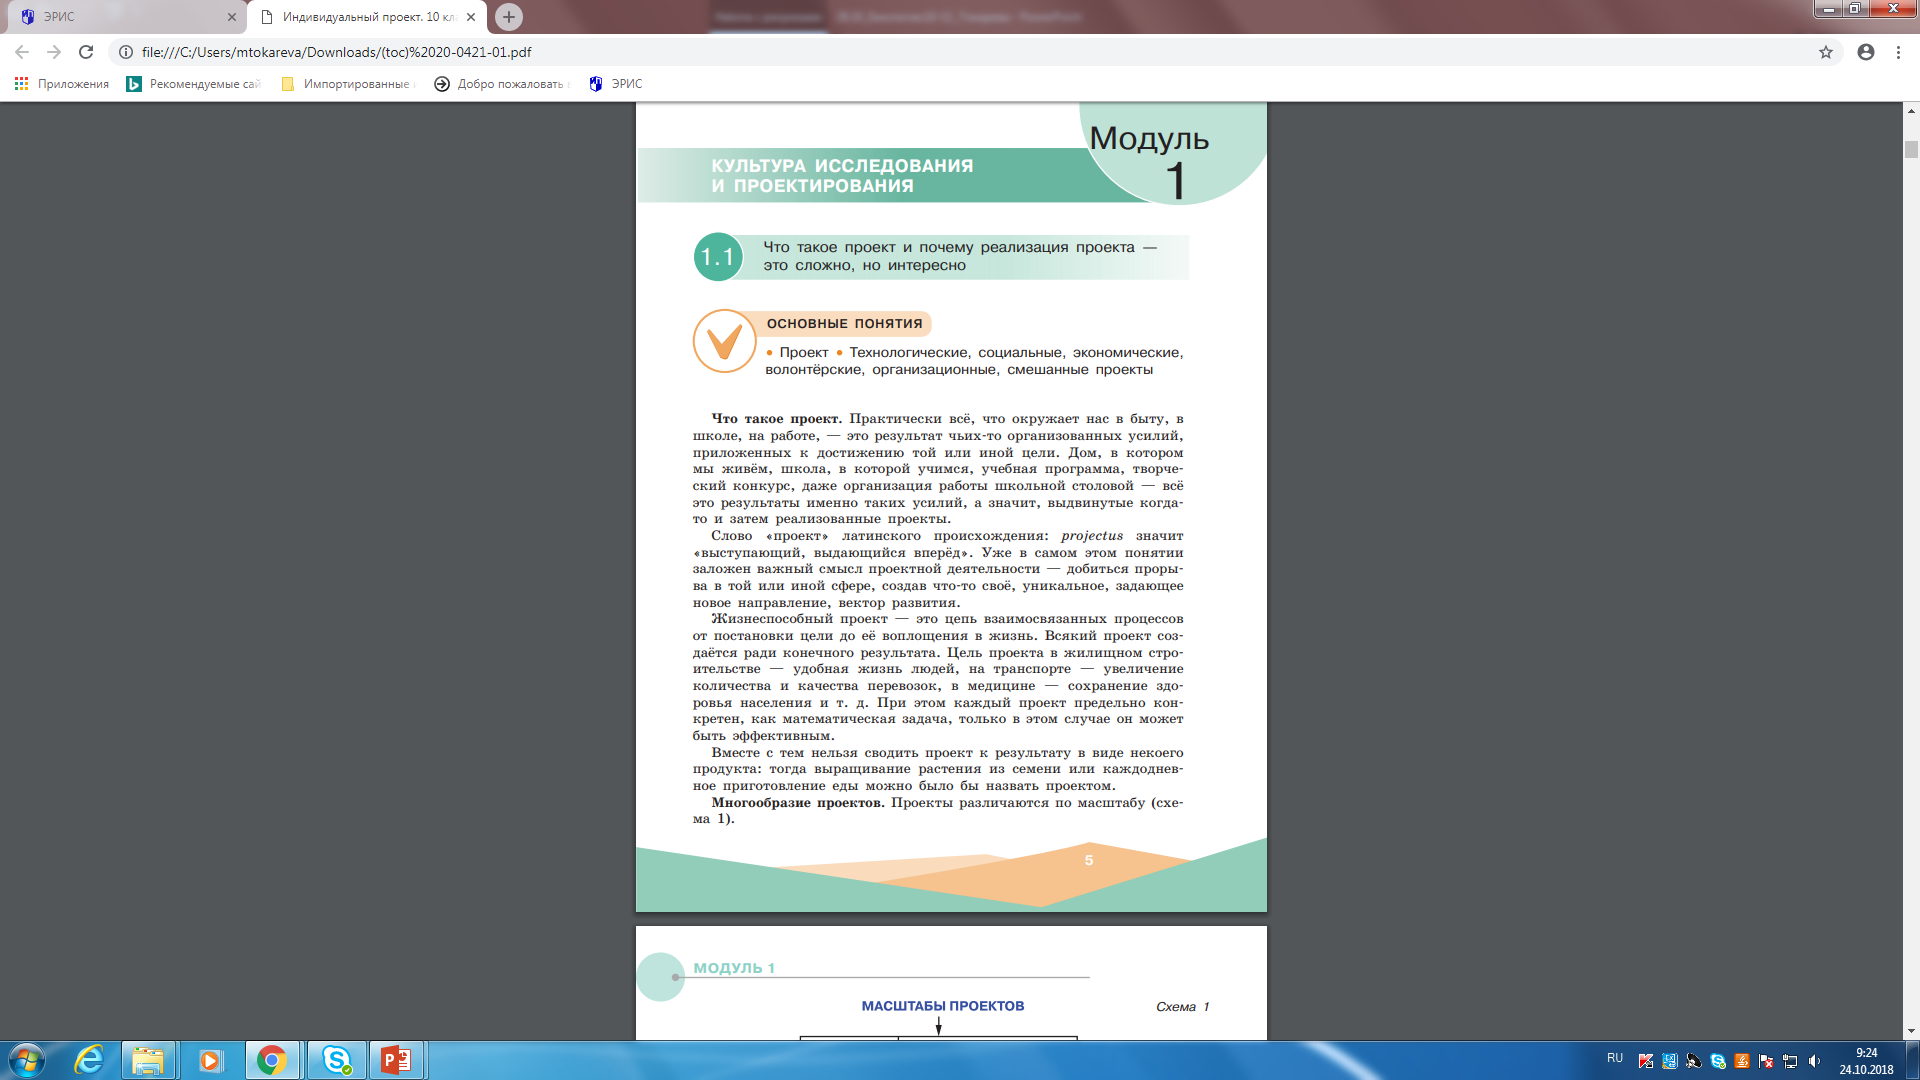 ЭРИС
Индивидуальный проект. 10 кл
file:///C:/Users/mtokareva/Downloads/(toc)%2020-0421-01.pdf
Приложения
Рекомендуемые сай
Импортированные
Добро пожаловать
ЭРИС
Модуль
1
КУЛЬТУРА ИССЛЕДОВАНИЯ
И ПРОЕКТИРОВАНИЯ
1.1
Что такое проект и почему реализация проекта —
это сложно, но интересно
ОСНОВНЫЕ ПОНЯТИЯ
• Проект • Технологические, социальные, экономические,
волонтёрские, организационные, смешанные проекты
Что такое проект. Практически всё, что окружает нас в быту, в
школе, на работе, — это результат чьих-то организованных усилий,
приложенных к достижению той или иной цели. Дом, в котором
мы живём, школа, в которой учимся, учебная программа, творче-
ский конкурс, даже организация работы школьной столовой — всё
это результаты именно таких усилий, а значит, выдвинутые когда-
то и затем реализованные проекты.
Слово «проект» латинского происхождения: projectus значит
«выступающий, выдающийся вперёд». Уже в самом этом понятии
заложен важный смысл проектной деятельности — добиться проры-
ва в той или иной сфере, создав что-то своё, уникальное, задающее
новое направление, вектор развития.
Жизнеспособный проект — это цепь взаимосвязанных процессов
от постановки цели до её воплощения в жизнь. Всякий проект соз-
даётся ради конечного результата. Цель проекта в жилищном стро-
ительстве — удобная жизнь людей, на транспорте — увеличение
количества и качества перевозок, в медицине — сохранение здо-
ровья населения и т. д. При этом каждый проект предельно кон-
кретен, как математическая задача, только в этом случае он может
быть эффективным.
Вместе с тем нельзя сводить проект к результату в виде некоего
продукта: тогда выращивание растения из семени или каждоднев-
ное приготовление еды можно было бы назвать проектом.
Многообразие проектов. Проекты различаются по масштабу (схе-
ма 1).
5
МОДУЛЬ 1
МАСШТАБЫ ПРОЕКТОВ
Схема 1
RU
9:24
24.10.2018